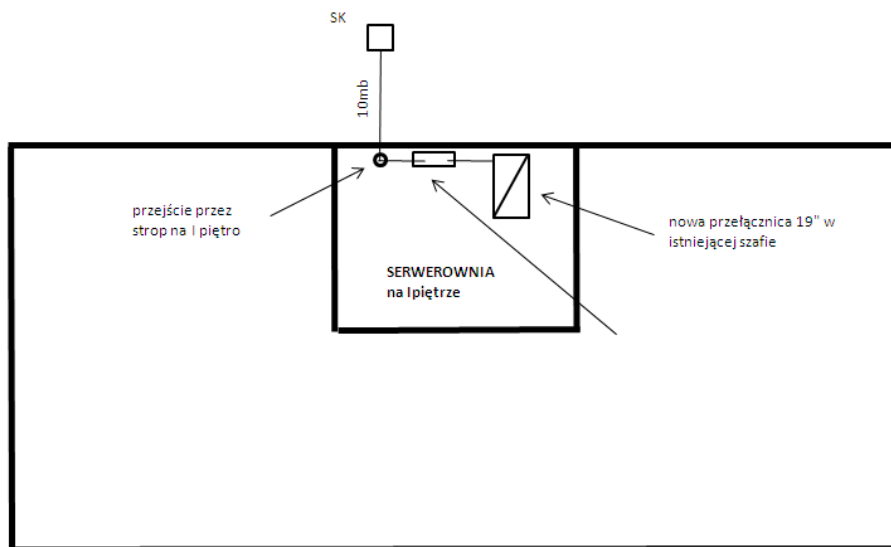 SK
10mb
przejście przez
strop na I piętro
nowa przełącznica 19" w
istniejącej szafie
SERWEROWNIA
na Ipiętrze